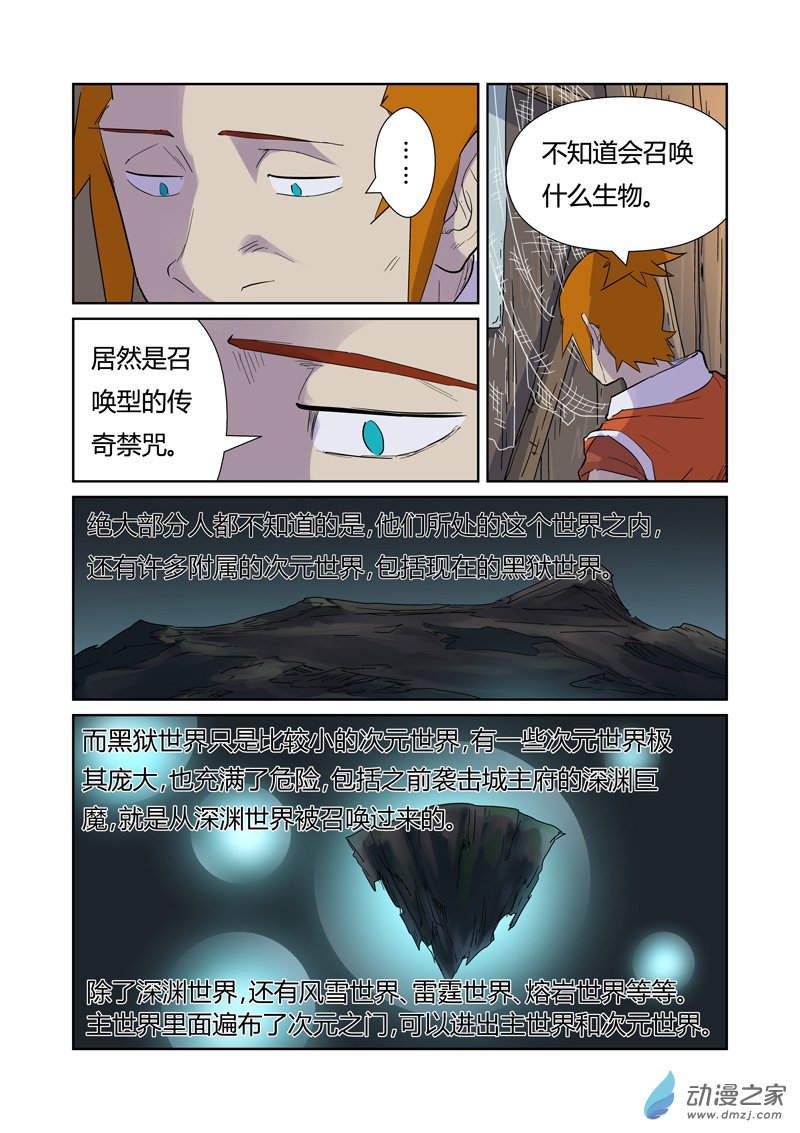 ……
不知道会召唤
什么生物。
居然是召
唤型的传
奇禁咒。
绝大部分人都不知道的是,他们所处的这个世界之内,
还有许多附属的次元世界,包括现在的黑狱世界。
而黑狱世界只是比较小的次元世界,有一些次元世界极
其庞大,也充满了危险,包括之前袭击城主府的深渊巨
魔,就是从深渊世界被召唤过来的。
除了深渊世界,还有风雪世界、雷霆世界、熔岩世界等等。
主世界里面遍布了次元之门,可以进出主世界和次元世界。
动漫之家
www.dmzj.com